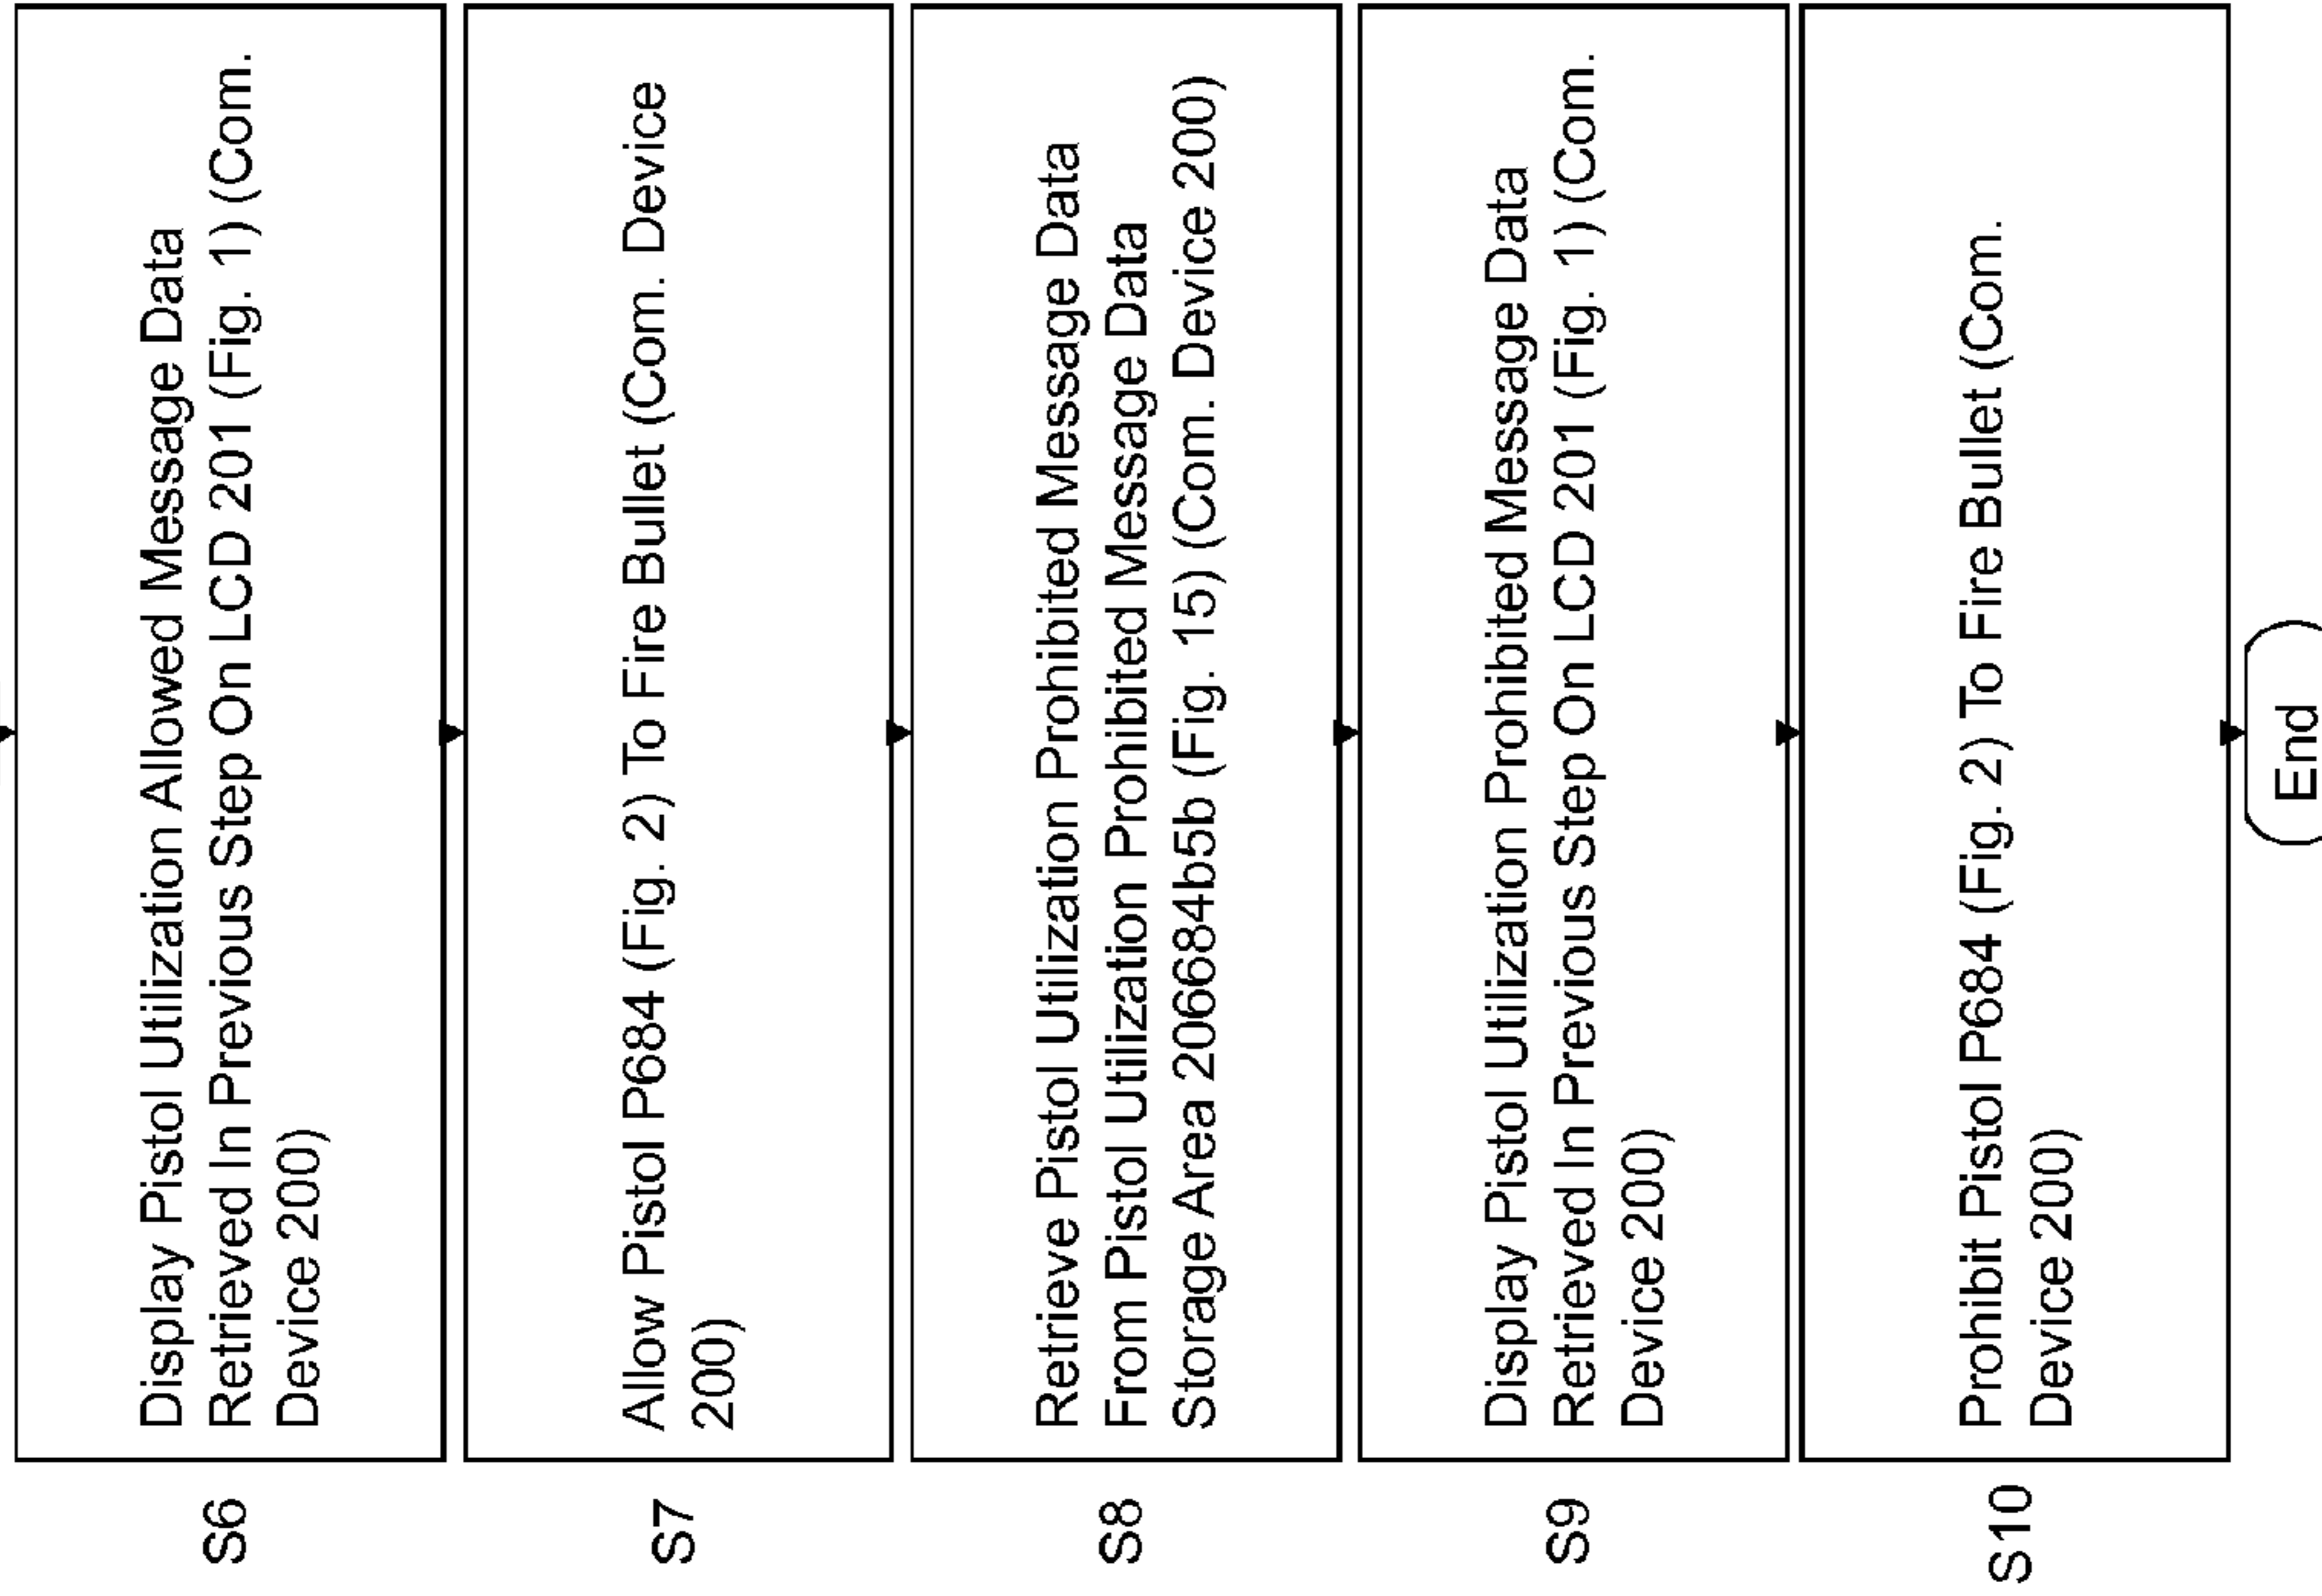 S6
Display Pistol Utilization Allowed Message Data
Retrieved In Previous Step On LCD 201 (Fig. 1) (Com.
Device 200)
S7
Allow Pistol P684 (Fig. 2) To Fire Bullet (Com. Device
200)
S8
Retrieve Pistol Utilization Prohibited Message Data
From Pistol Utilization Prohibited Message Data
Storage Area 20684b5b (Fig. 15) (Com. Device 200)
S9
Display Pistol Utilization Prohibited Message Data
Retrieved In Previous Step On LCD 201 (Fig. 1) (Com.
Device 200)
S10
Prohibit Pistol P684 (Fig. 2) To Fire Bullet (Com.
Device 200)
End